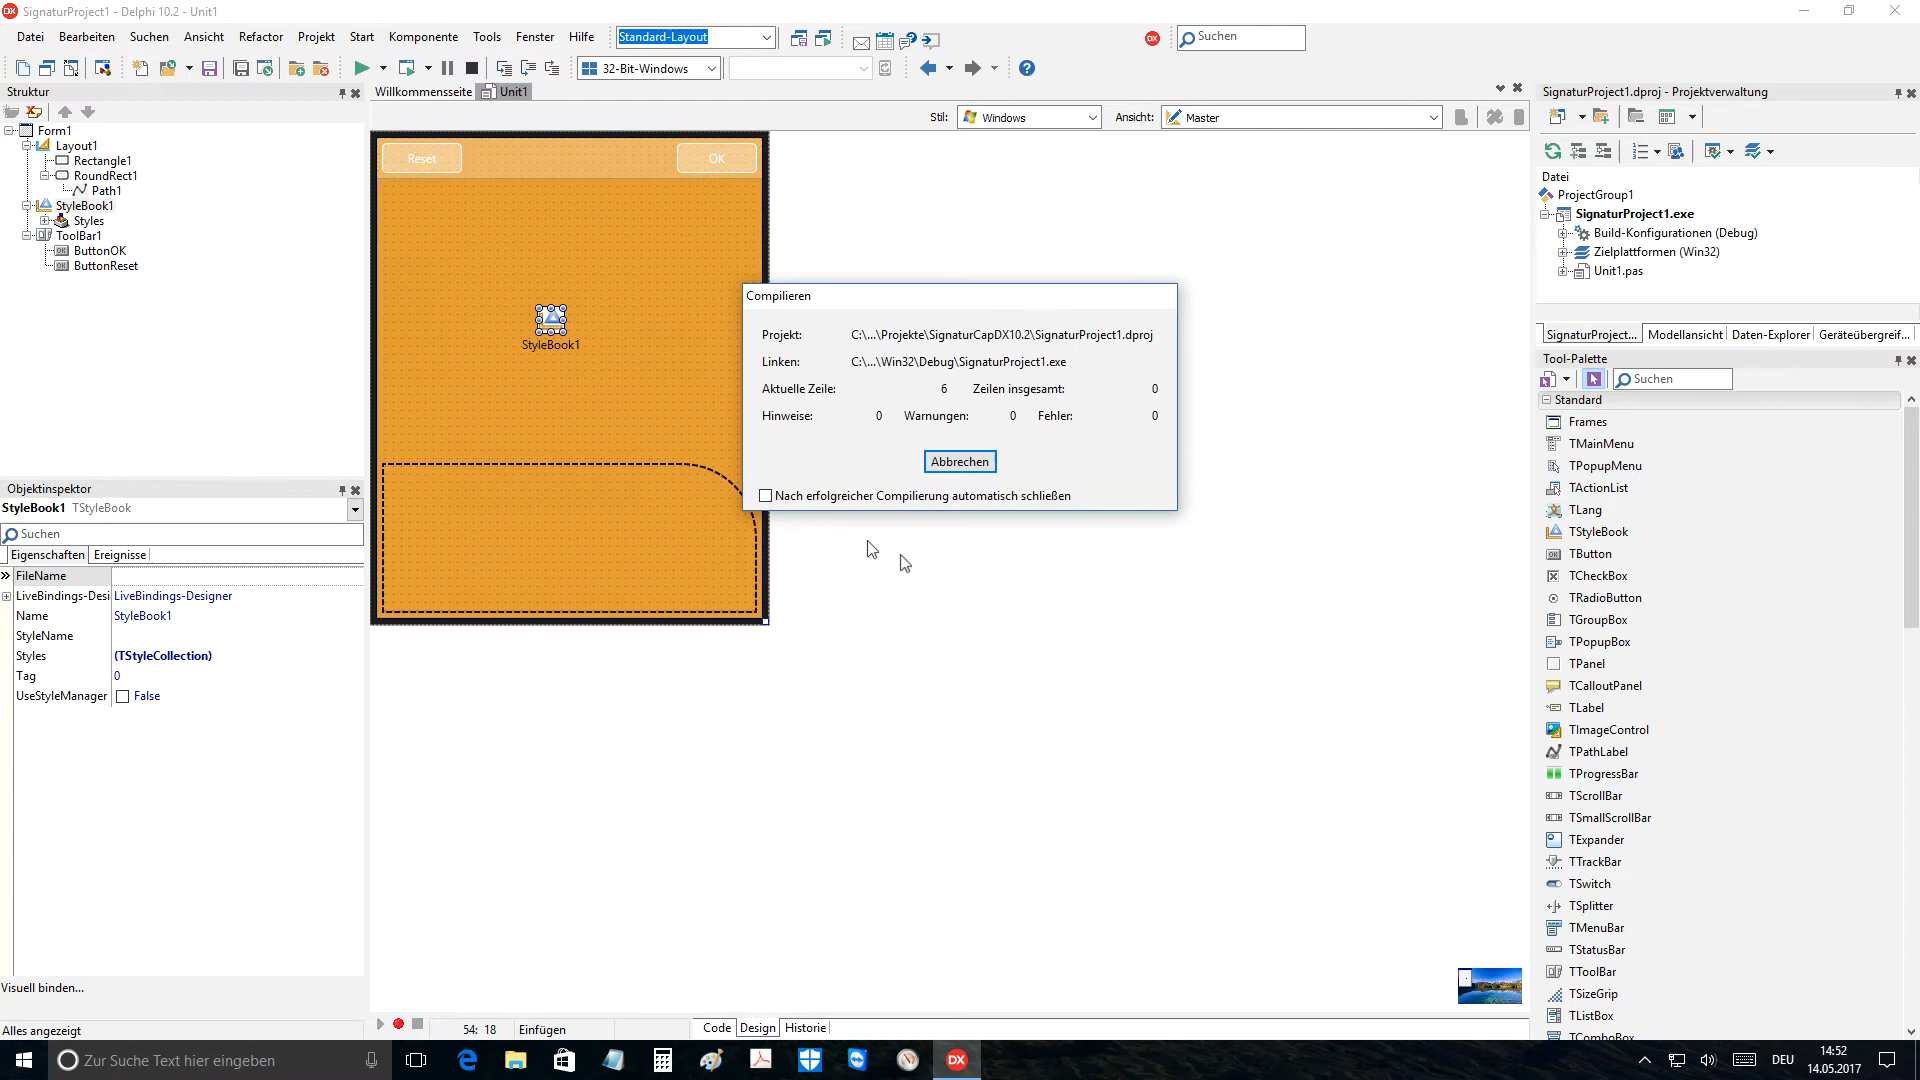 SignaturProject1 - Delphi 10.2 - Unit1
Datei Bearbeiten Suchen Ansicht Refactor Projekt Start Komponente Tools Fenster Hilfe Standard-Layout Suchen
32-Bit-Windows
Struktur
Willkommensseite Unit1
Stil: Windows Ansicht: Master
Form1
Layout1
Rectangle1
RoundRect1
Path1
StyleBook1
Styles
ToolBar1
ButtonOK
ButtonReset
Reset OK
StyleBook1
Compilieren
Projekt: C:\...\Projekte\SignaturCapDX10.2\SignaturProject1.dproj
Linken: C:\...\Win32\Debug\SignaturProject1.exe
Aktuelle Zeile: 6 Zeilen insgesamt: 0
Hinweise: 0 Warnungen: 0 Fehler: 0
Abbrechen
Nach erfolgreicher Compilierung automatisch schließen
Objektinspektor
StyleBook1 TStyleBook
Suchen
Eigenschaften Ereignisse
FileName
LiveBindings-Desi LiveBindings-Designer
Name StyleBook1
StyleName
Styles (TStyleCollection)
Tag 0
UseStyleManager False
Visuell binden...
Alles angezeigt
54: 18 Einfügen
Code Design Historie
SignaturProject1.dproj - Projektverwaltung
Datei
ProjectGroup1
SignaturProject1.exe
Build-Konfigurationen (Debug)
Zielplattformen (Win32)
Unit1.pas
SignaturProject... Modellansicht Daten-Explorer Geräteübergreif...
Tool-Palette
Suchen
Standard
Frames
TMainMenu
TPopupMenu
TActionList
TLang
TStyleBook
TButton
TCheckBox
TRadioButton
TGroupBox
TPopupBox
TPanel
TCalloutPanel
TLabel
TImageControl
TPathLabel
TProgressBar
TScrollBar
TSmallScrollBar
TExpander
TTrackBar
TSwitch
TSplitter
TMenuBar
TStatusBar
TToolBar
TSizeGrip
TListBox
TComboBox
Zur Suche Text hier eingeben
DX
DEU
14:52
14.05.2017